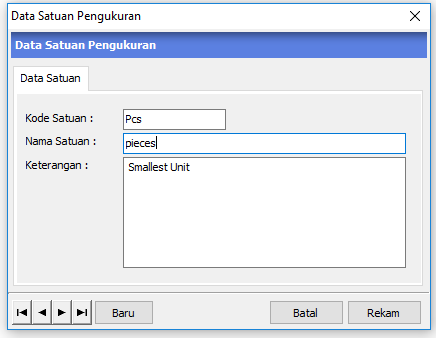 Data Satuan Pengukuran
Data Satuan Pengukuran
Data Satuan
Kode Satuan : Pcs
Nama Satuan : pieces
Keterangan : Smallest Unit
Baru Batal Rekam